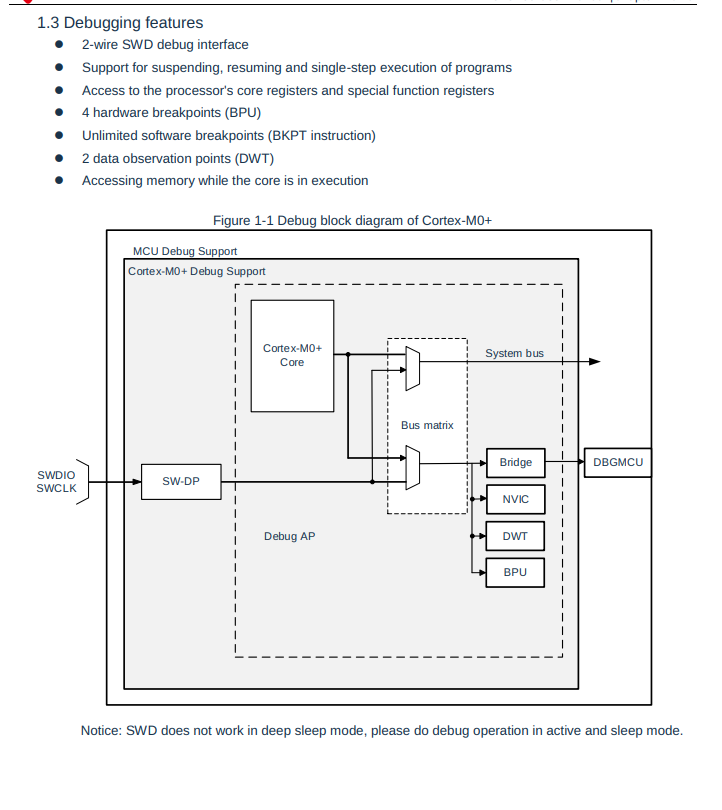 1.3 Debugging features
● 2-wire SWD debug interface
● Support for suspending, resuming and single-step execution of programs
● Access to the processor's core registers and special function registers
● 4 hardware breakpoints (BPU)
● Unlimited software breakpoints (BKPT instruction)
● 2 data observation points (DWT)
● Accessing memory while the core is in execution
Figure 1-1 Debug block diagram of Cortex-M0+
MCU Debug Support
Cortex-M0+ Debug Support
Cortex-M0+
Core
System bus
Bus matrix
SWDIO
SWCLK
SW-DP
Bridge
DBGMCU
NVIC
Debug AP
DWT
BPU
Notice: SWD does not work in deep sleep mode, please do debug operation in active and sleep mode.